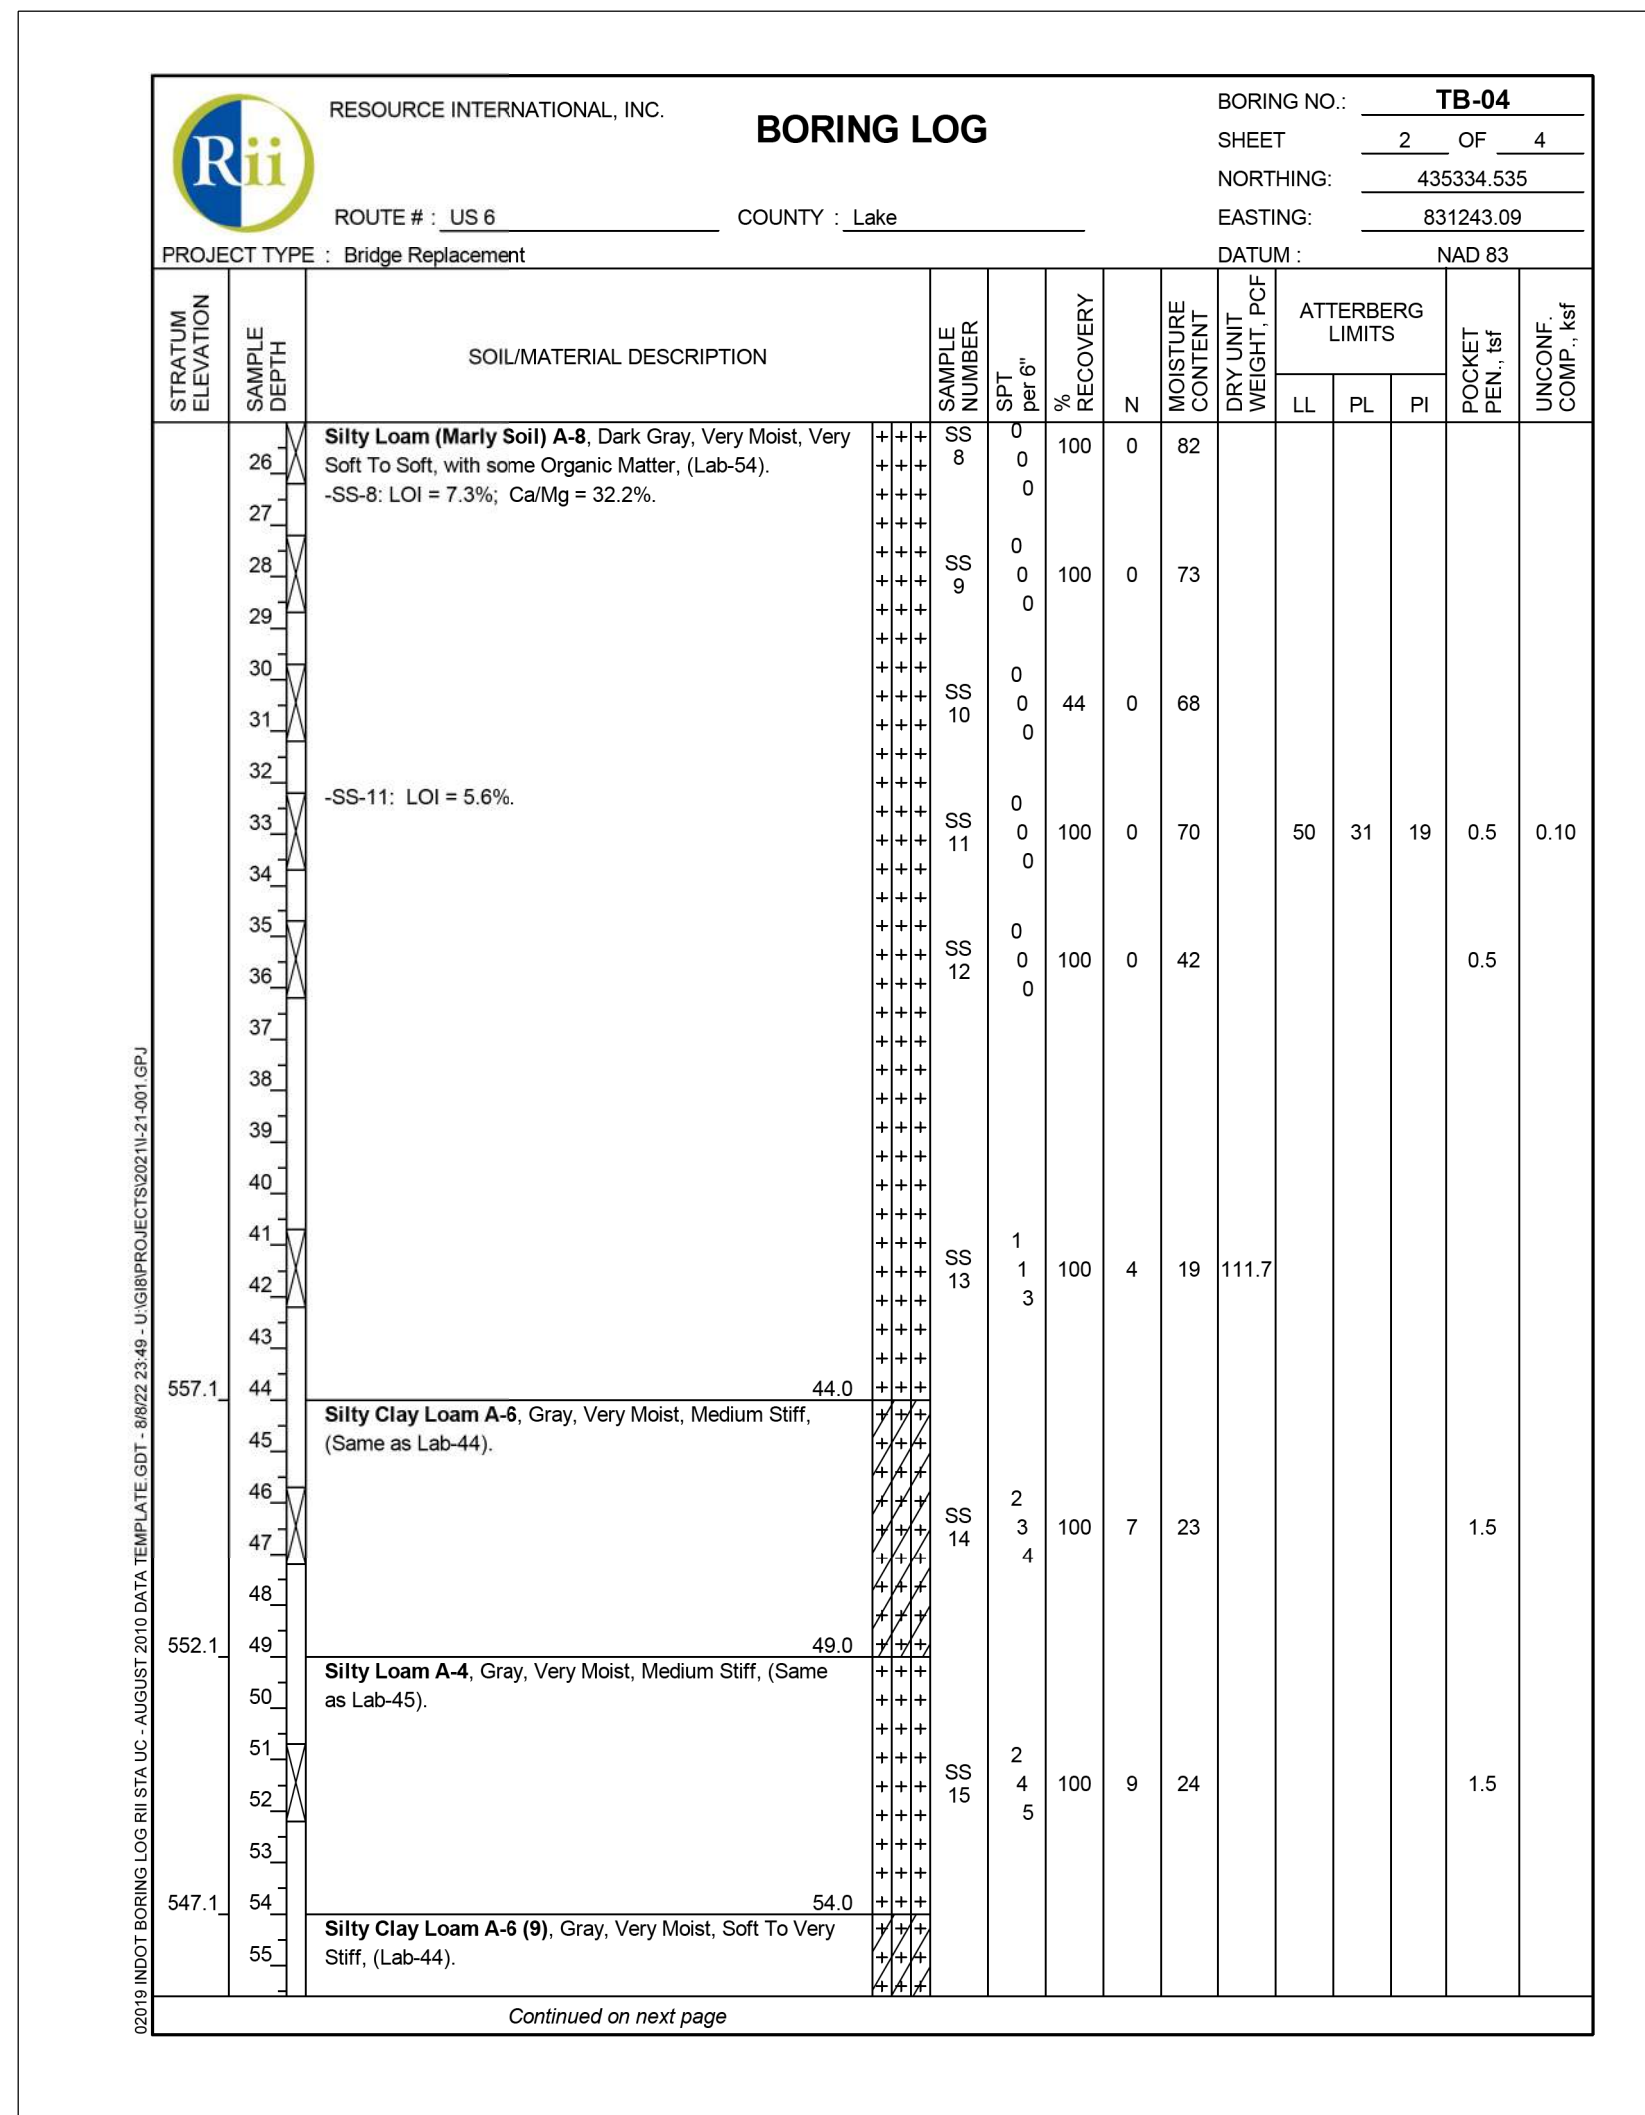 Rii
RESOURCE INTERNATIONAL, INC.
BORING LOG
BORING NO.: TB-04
SHEET 2 OF 4
NORTHING: 435334.535
ROUTE # : US 6 COUNTY : Lake EASTING: 831243.09
PROJECT TYPE : Bridge Replacement DATUM : NAD 83
STRATUM ELEVATION
SAMPLE DEPTH
SOIL/MATERIAL DESCRIPTION
SAMPLE NUMBER
SPT per 6"
% RECOVERY
N
MOISTURE CONTENT
DRY UNIT WEIGHT, PCF
ATTERBERG LIMITS
LL PL PI
POCKET PEN., tsf
UNCONF. COMP., ksf
Silty Loam (Marly Soil) A-8, Dark Gray, Very Moist, Very
Soft To Soft, with some Organic Matter, (Lab-54).
-SS-8: LOI = 7.3%; Ca/Mg = 32.2%.
26
SS 8 0 0 0 100 0 82
27
28
SS 9 0 0 0 100 0 73
29
30
SS 10 0 0 0 44 0 68
31
32
-SS-11: LOI = 5.6%.
33
SS 11 0 0 0 100 0 70 50 31 19 0.5 0.10
34
35
SS 12 0 0 0 100 0 42 0.5
36
37
38
39
40
41
SS 13 1 1 3 100 4 19 111.7
42
43
557.1 44 44.0
Silty Clay Loam A-6, Gray, Very Moist, Medium Stiff,
(Same as Lab-44).
45
46
SS 14 2 3 4 100 7 23 1.5
47
48
552.1 49 49.0
Silty Loam A-4, Gray, Very Moist, Medium Stiff, (Same
as Lab-45).
50
51
SS 15 2 4 5 100 9 24 1.5
52
53
547.1 54 54.0
Silty Clay Loam A-6 (9), Gray, Very Moist, Soft To Very
Stiff, (Lab-44).
55
Continued on next page
02019 INDOT BORING LOG RII STA UC - AUGUST 2010 DATA TEMPLATE.GDT - 8/8/22 23:49 - U:\GI8\PROJECTS\2021\I-21-001.GPJ